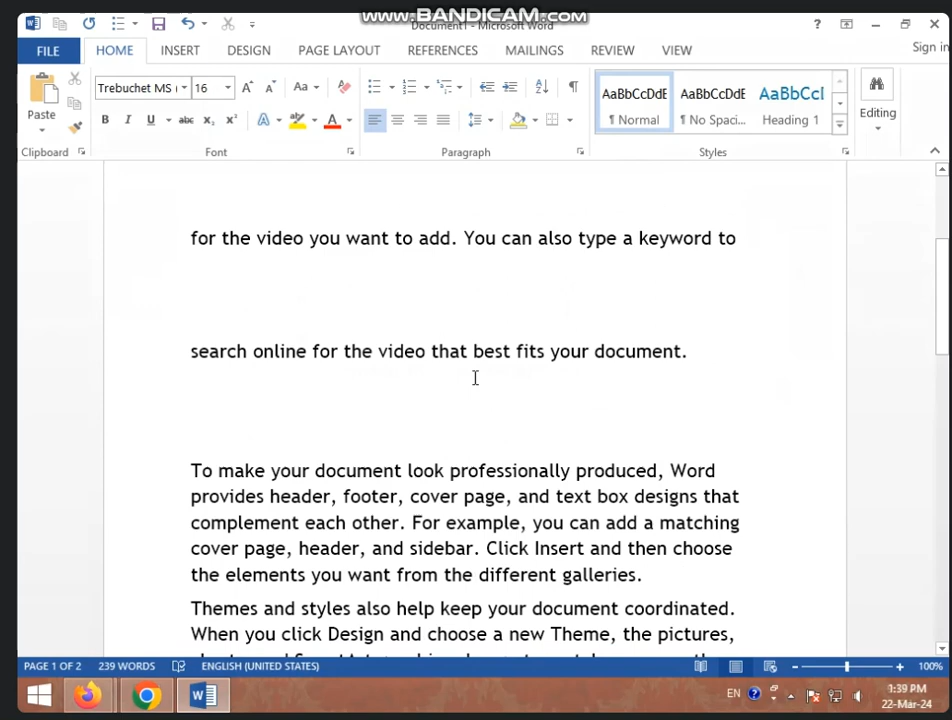 www.BANDICAM.com
Document1 - Microsoft Word
Sign in
FILE HOME INSERT DESIGN PAGE LAYOUT REFERENCES MAILINGS REVIEW VIEW
Paste
Trebuchet MS ( 16
Aa
AaBbCcDdE AaBbCcDdE AaBbCcI
¶ Normal ¶ No Spaci... Heading 1
Editing
B I U abc x₂ x² A ab A
Clipboard Font Paragraph Styles
for the video you want to add. You can also type a keyword to
search online for the video that best fits your document.
To make your document look professionally produced, Word
provides header, footer, cover page, and text box designs that
complement each other. For example, you can add a matching
cover page, header, and sidebar. Click Insert and then choose
the elements you want from the different galleries.
Themes and styles also help keep your document coordinated.
When you click Design and choose a new Theme, the pictures,
PAGE 1 OF 2 239 WORDS ENGLISH (UNITED STATES) 100%
EN 1:39 PM
22-Mar-24